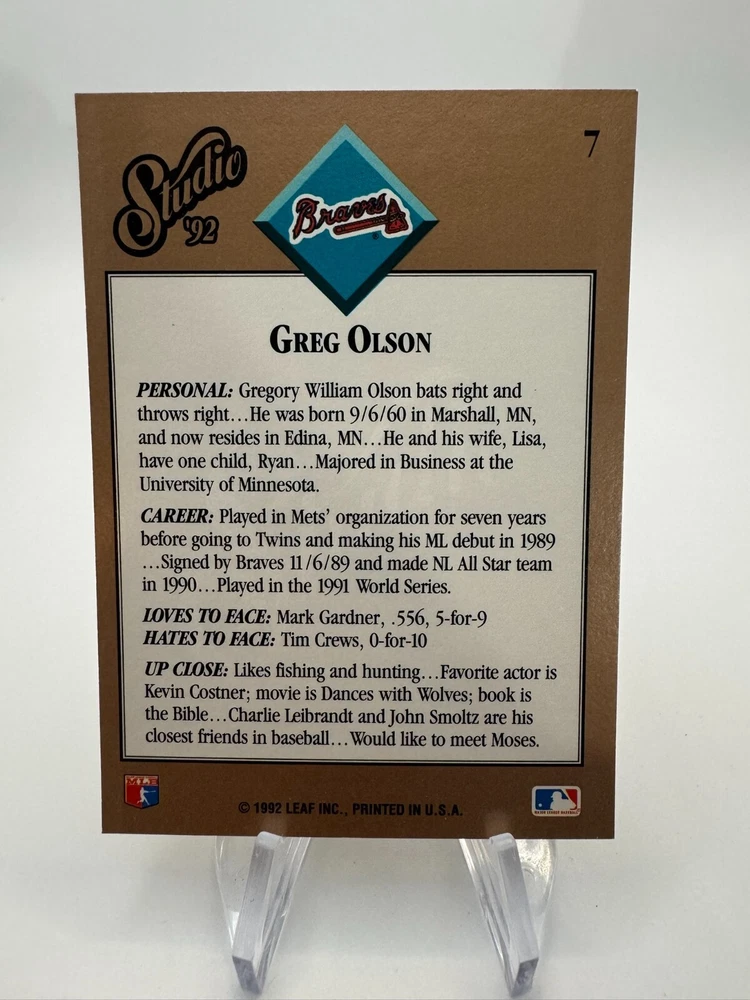 Studio
'92
7
Braves
GREG OLSON
PERSONAL: Gregory William Olson bats right and
throws right...He was born 9/6/60 in Marshall, MN,
and now resides in Edina, MN...He and his wife, Lisa,
have one child, Ryan...Majored in Business at the
University of Minnesota.
CAREER: Played in Mets' organization for seven years
before going to Twins and making his ML debut in 1989
...Signed by Braves 11/6/89 and made NL All Star team
in 1990...Played in the 1991 World Series.
LOVES TO FACE: Mark Gardner, .556, 5-for-9
HATES TO FACE: Tim Crews, 0-for-10
UP CLOSE: Likes fishing and hunting...Favorite actor is
Kevin Costner; movie is Dances with Wolves; book is
the Bible...Charlie Leibrandt and John Smoltz are his
closest friends in baseball...Would like to meet Moses.
© 1992 LEAF INC., PRINTED IN U.S.A.